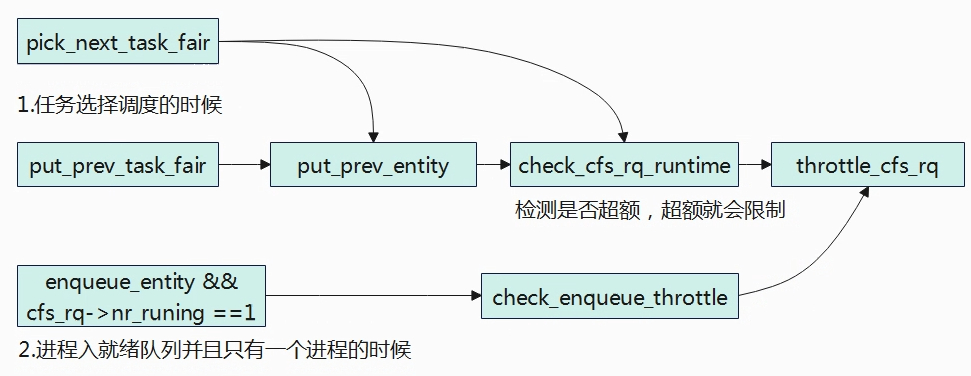 pick_next_task_fair
1.任务选择调度的时候
put_prev_task_fair
put_prev_entity
check_cfs_rq_runtime
throttle_cfs_rq
检测是否超额，超额就会限制
enqueue_entity &&
cfs_rq->nr_runing ==1
check_enqueue_throttle
2.进程入就绪队列并且只有一个进程的时候